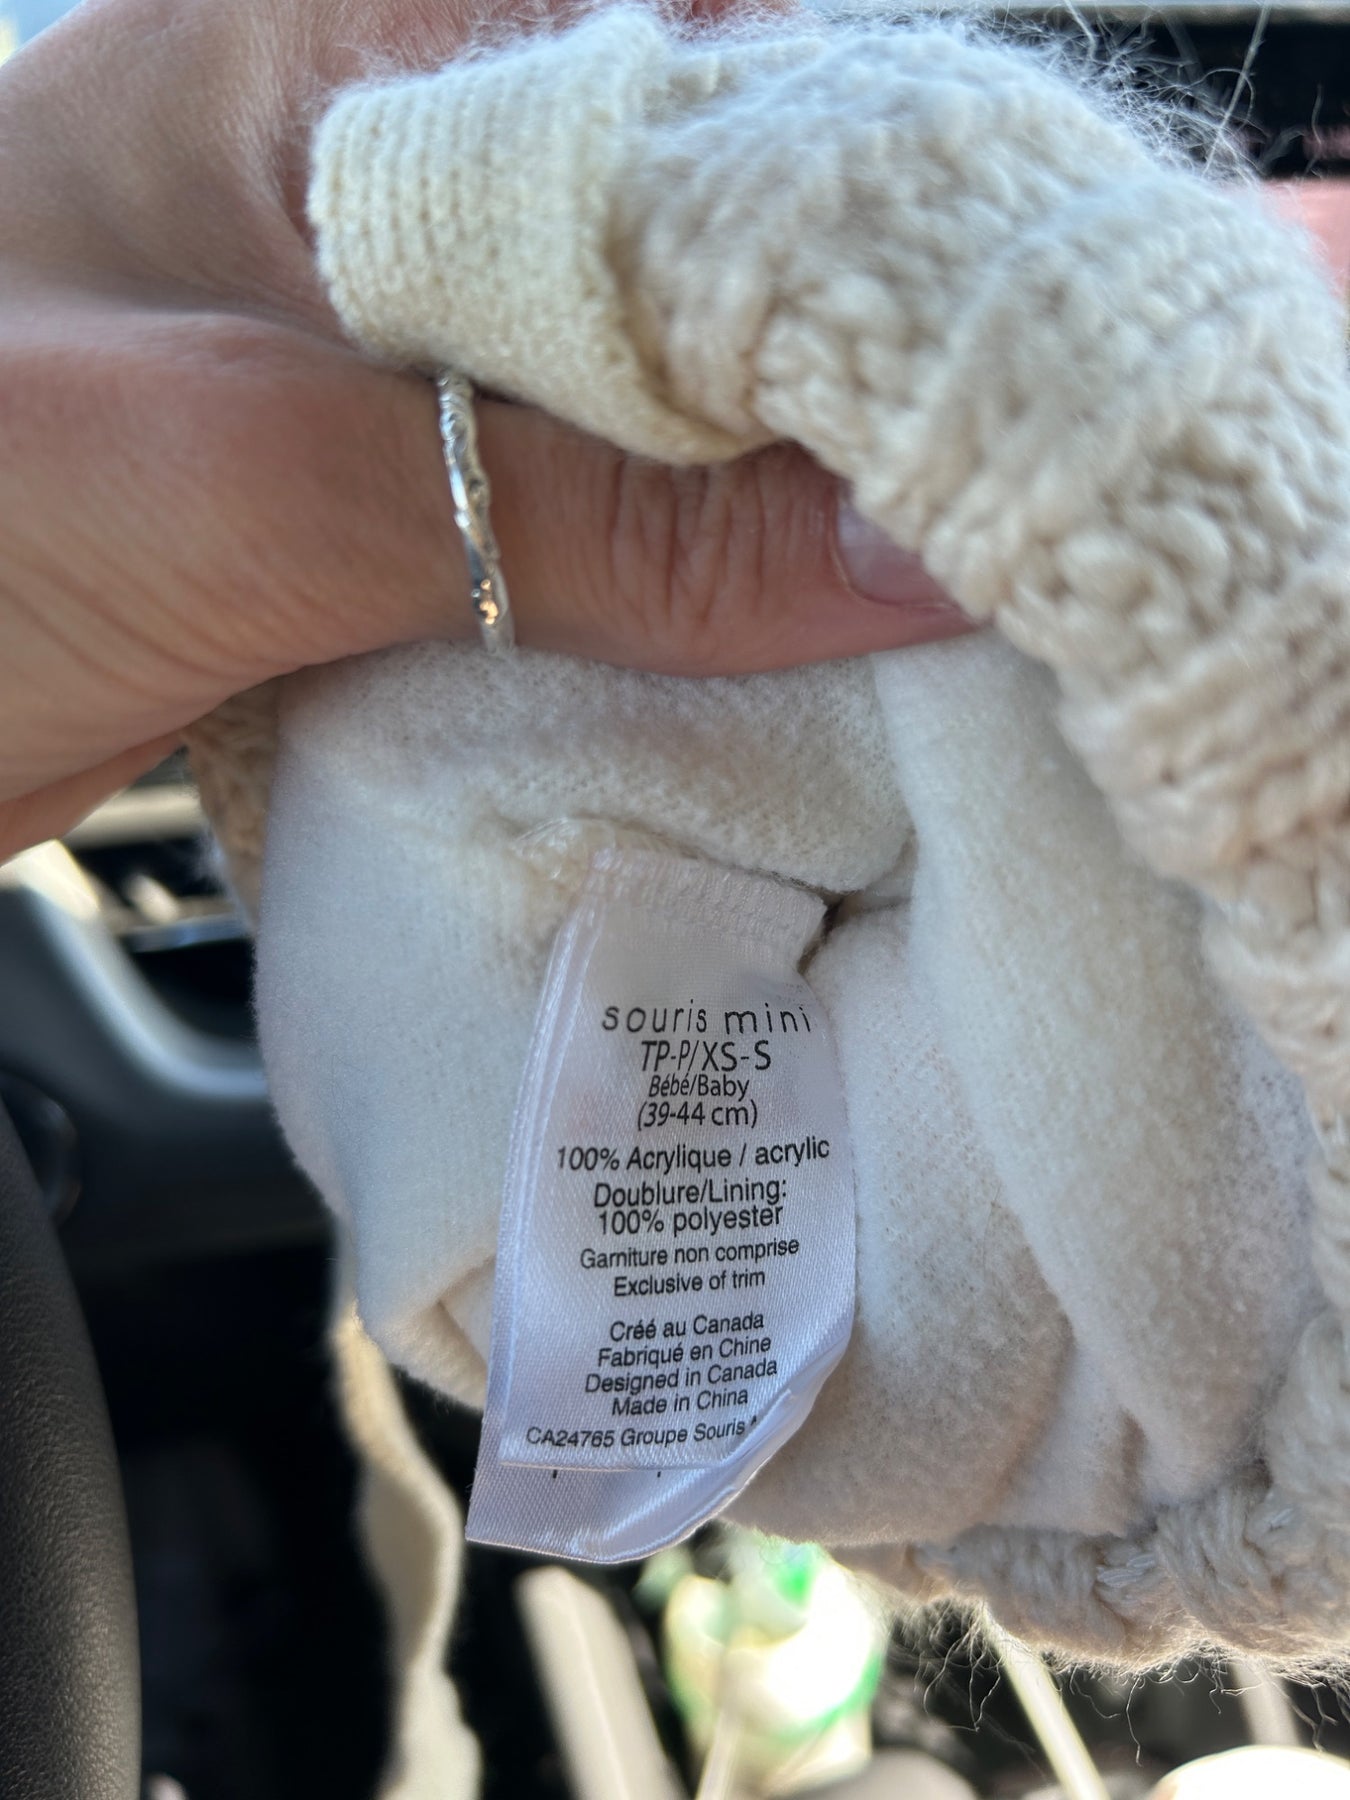 souris mini
TP-P/XS-S
Bébé/Baby
(39-44 cm)
100% Acrylique / acrylic
Doublure/Lining:
100% polyester
Garniture non comprise
Exclusive of trim
Créé au Canada
Fabriqué en Chine
Designed in Canada
Made in China
CA24765 Groupe Souris